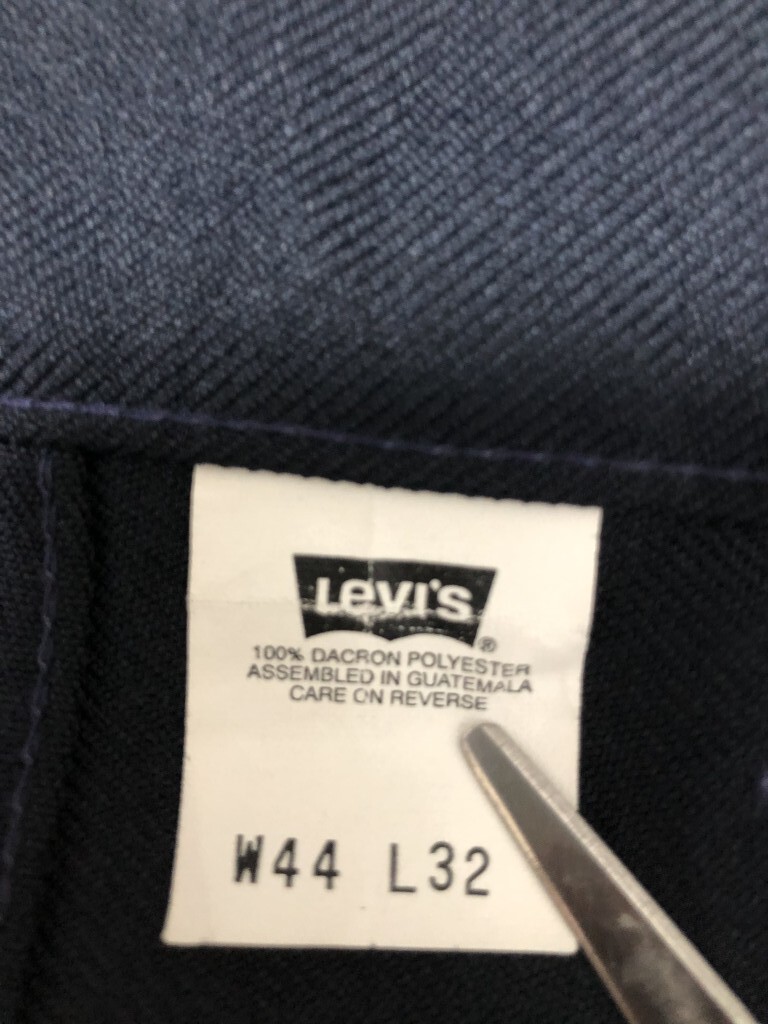 Levi's
®
100% DACRON POLYESTER
ASSEMBLED IN GUATEMALA
CARE ON REVERSE
W44 L32